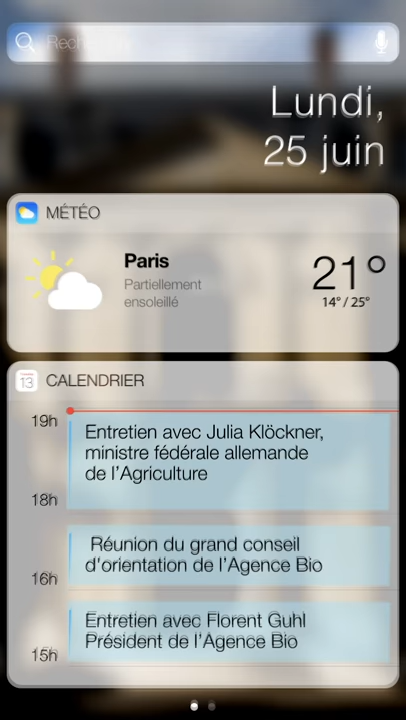 Recherche
Lundi,
25 juin
MÉTÉO
Paris
Partiellement
ensoleillé
21°
14° / 25°
13
CALENDRIER
19h
Entretien avec Julia Klöckner,
ministre fédérale allemande
de l'Agriculture
18h
Réunion du grand conseil
d'orientation de l'Agence Bio
16h
Entretien avec Florent Guhl
Président de l'Agence Bio
15h